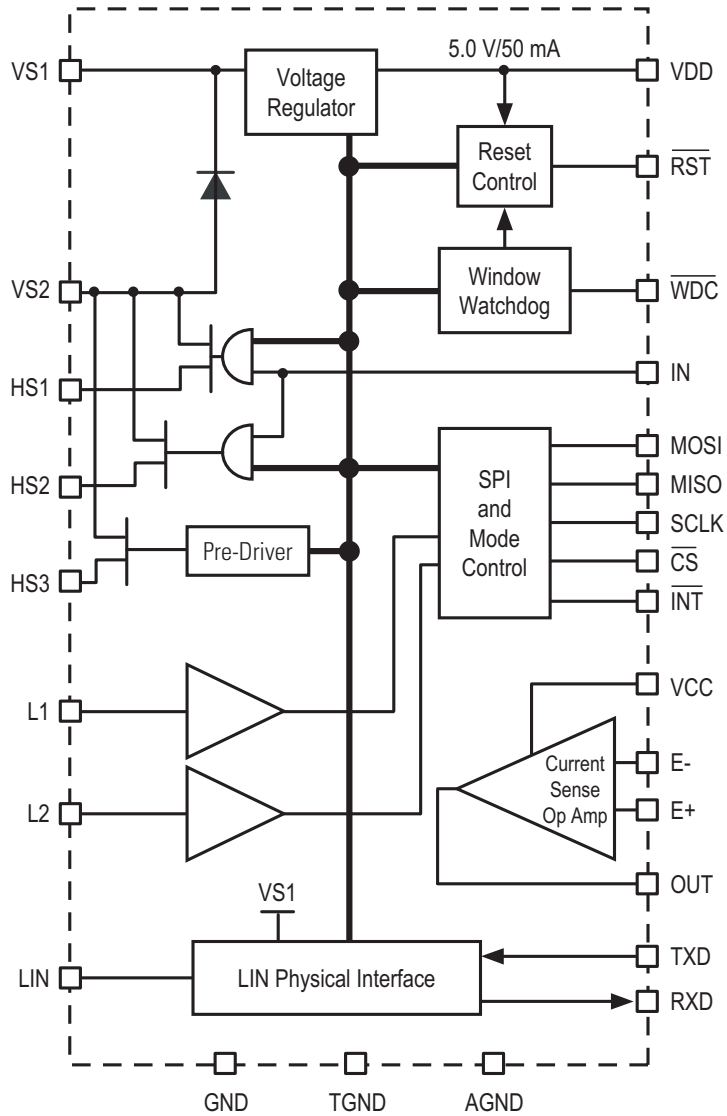 VS1
Voltage
Regulator
5.0 V/50 mA
VDD
Reset
Control
RST
VS2
Window
Watchdog
WDC
HS1
IN
HS2
SPI
and
Mode
Control
MOSI
MISO
SCLK
CS
INT
HS3
Pre-Driver
L1
VCC
Current
Sense
Op Amp
E-
E+
L2
OUT
VS1
LIN
LIN Physical Interface
TXD
RXD
GND
TGND
AGND